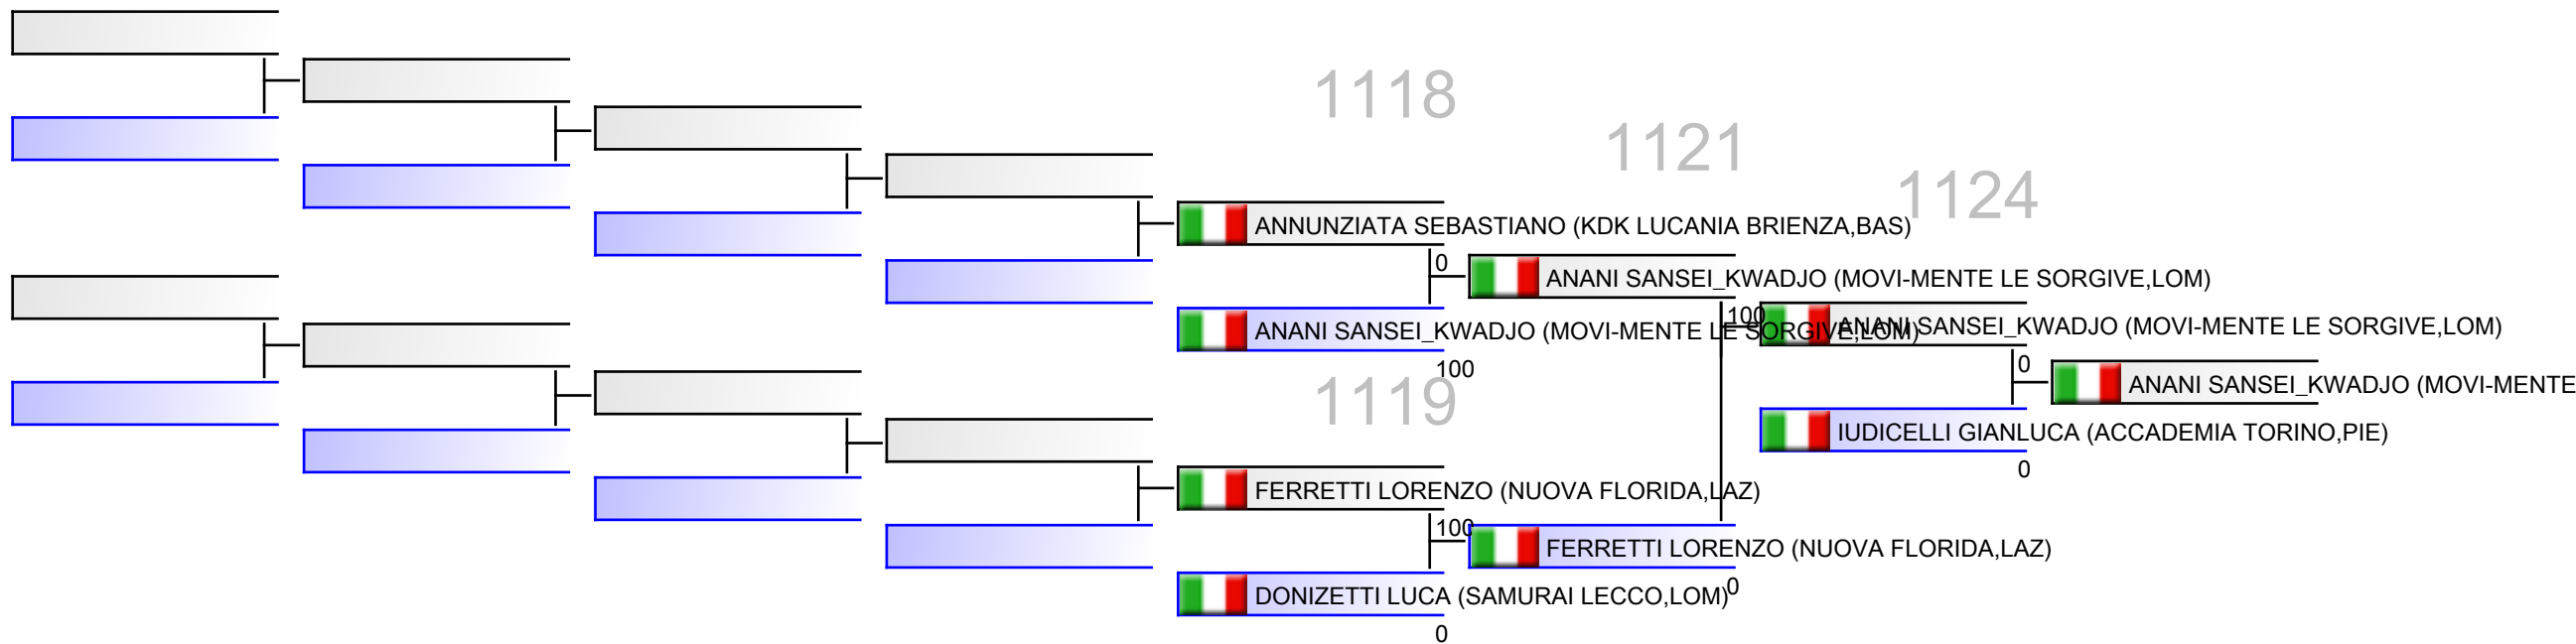 1118
1121
1124
ANNUNZIATA SEBASTIANO (KDK LUCANIA BRIENZA,BAS)
0
ANANI SANSEI_KWADJO (MOVI-MENTE LE SORGIVE,LOM)
ANANI SANSEI_KWADJO (MOVI-MENTE LE SORGIVE,LOM)
100
100
ANANI SANSEI_KWADJO (MOVI-MENTE LE SORGIVE,LOM)
0
ANANI SANSEI_KWADJO (MOVI-MENTE
IUDICELLI GIANLUCA (ACCADEMIA TORINO,PIE)
0
1119
FERRETTI LORENZO (NUOVA FLORIDA,LAZ)
100
FERRETTI LORENZO (NUOVA FLORIDA,LAZ)
0
DONIZETTI LUCA (SAMURAI LECCO,LOM)
0